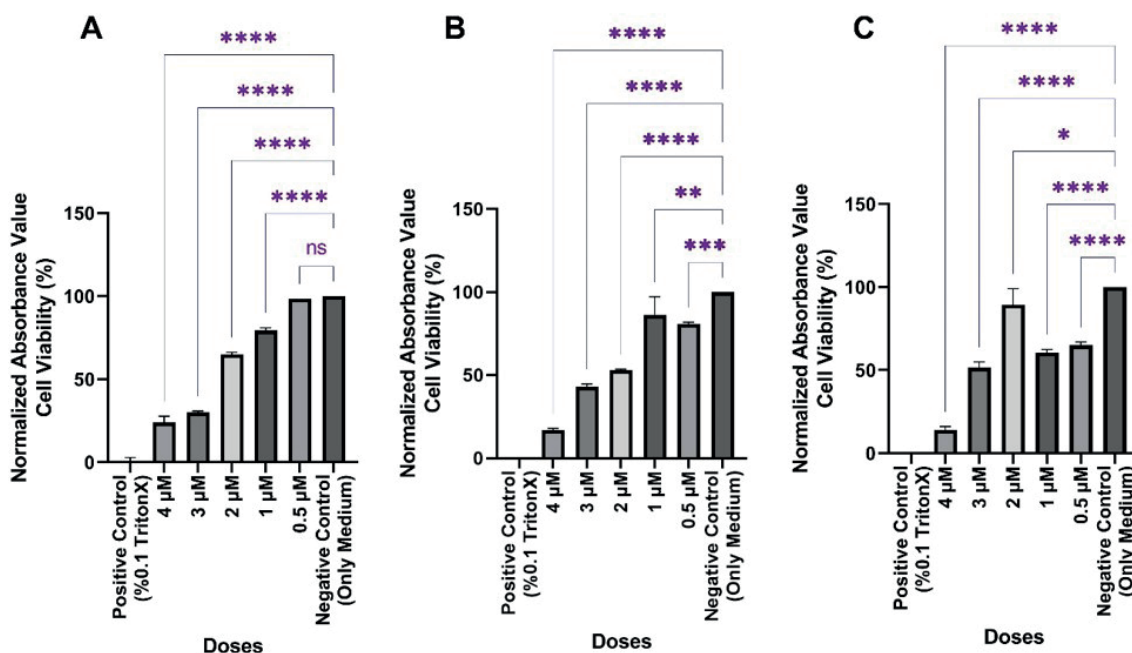 A
****
****
****
****
ns
Normalized Absorbance Value
Cell Viability (%)
150
100
50
0
Positive Control
(%0.1 TritonX)
4 µM
3 µM
2 µM
1 µM
0.5 µM
Negative Control
(Only Medium)
Doses
B
****
****
****
**
***
Normalized Absorbance Value
Cell Viability (%)
150
100
50
0
Positive Control
(%0.1 TritonX)
4 µM
3 µM
2 µM
1 µM
0.5 µM
Negative Control
(Only Medium)
Doses
C
****
****
*
****
****
Normalized Absorbance Value
Cell Viability (%)
150
100
50
0
Positive Control
(%0.1 TritonX)
4 µM
3 µM
2 µM
1 µM
0.5 µM
Negative Control
(Only Medium)
Doses